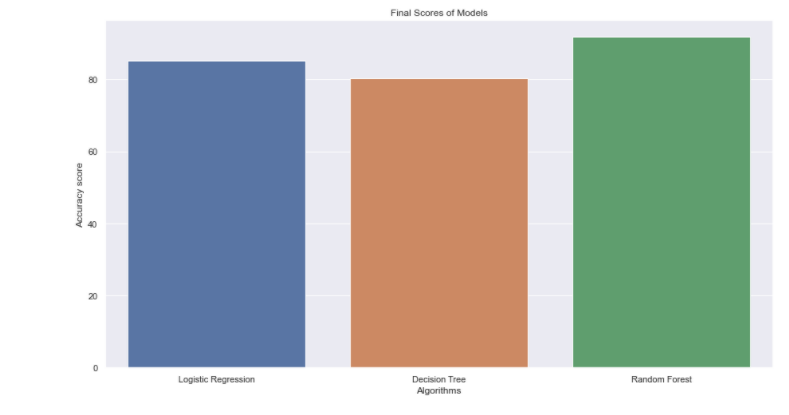 Final Scores of Models
80
60
40
20
0
Accuracy score
Logistic Regression
Decision Tree
Random Forest
Algorithms